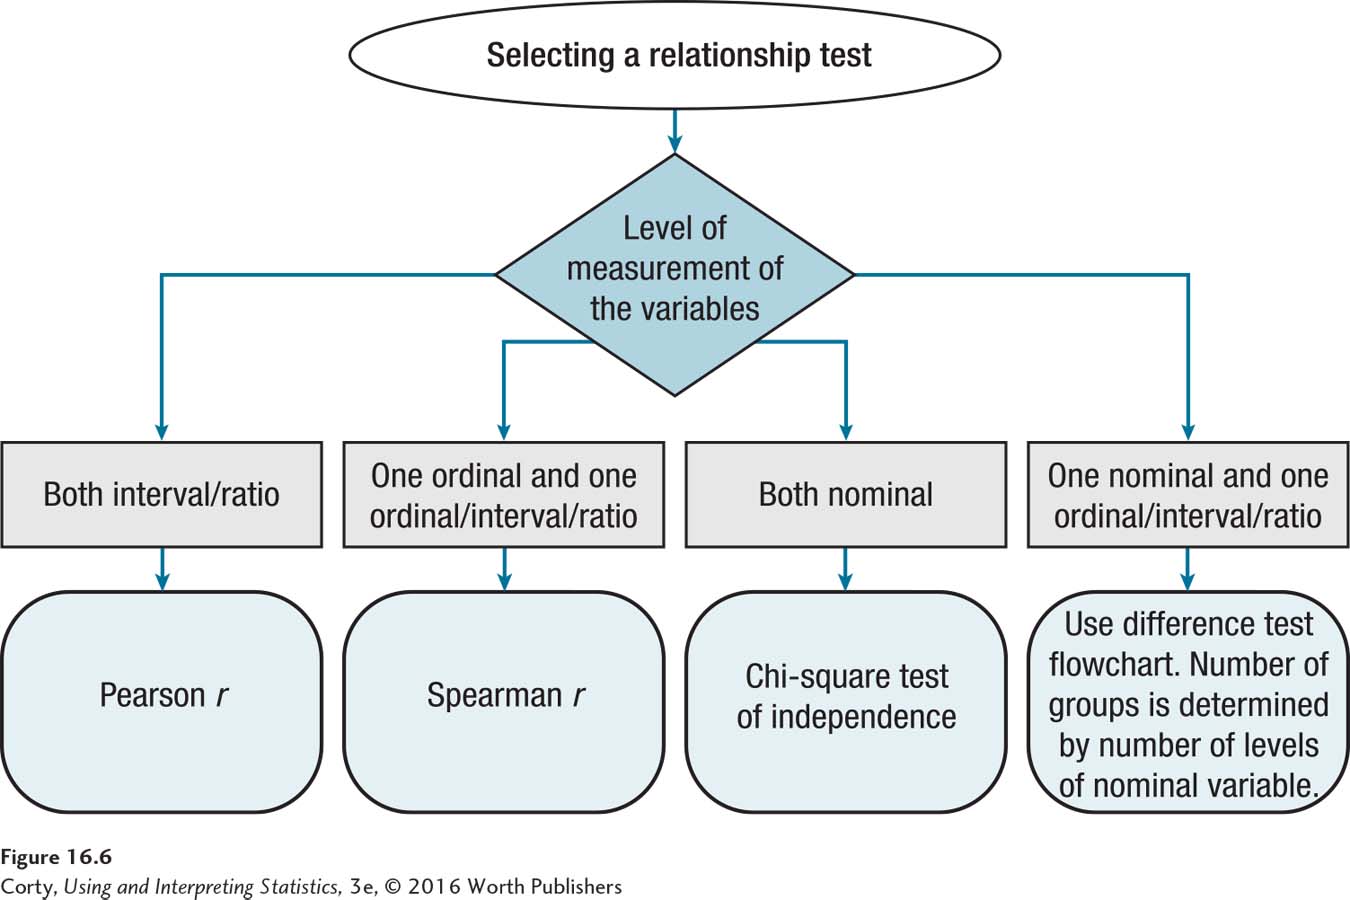 Selecting a relationship test
Level of
measurement of
the variables
Both interval/ratio
One ordinal and one
ordinal/interval/ratio
Both nominal
One nominal and one
ordinal/interval/ratio
Pearson r
Spearman r
Chi-square test
of independence
Use difference test
flowchart. Number of
groups is determined
by number of levels
of nominal variable.
Figure 16.6
Corty, Using and Interpreting Statistics, 3e, © 2016 Worth Publishers